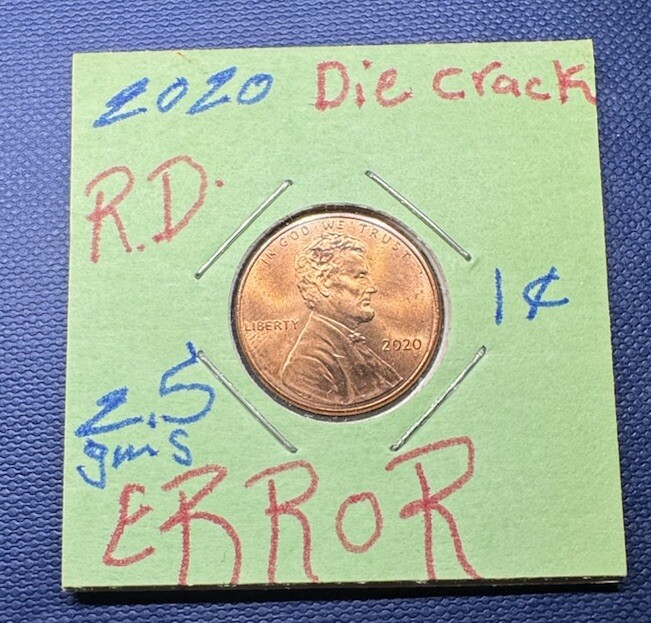 2020 Die crack
R.D.
IN GOD WE TRUST
LIBERTY
2020
1¢
2.5
gms
ERROR